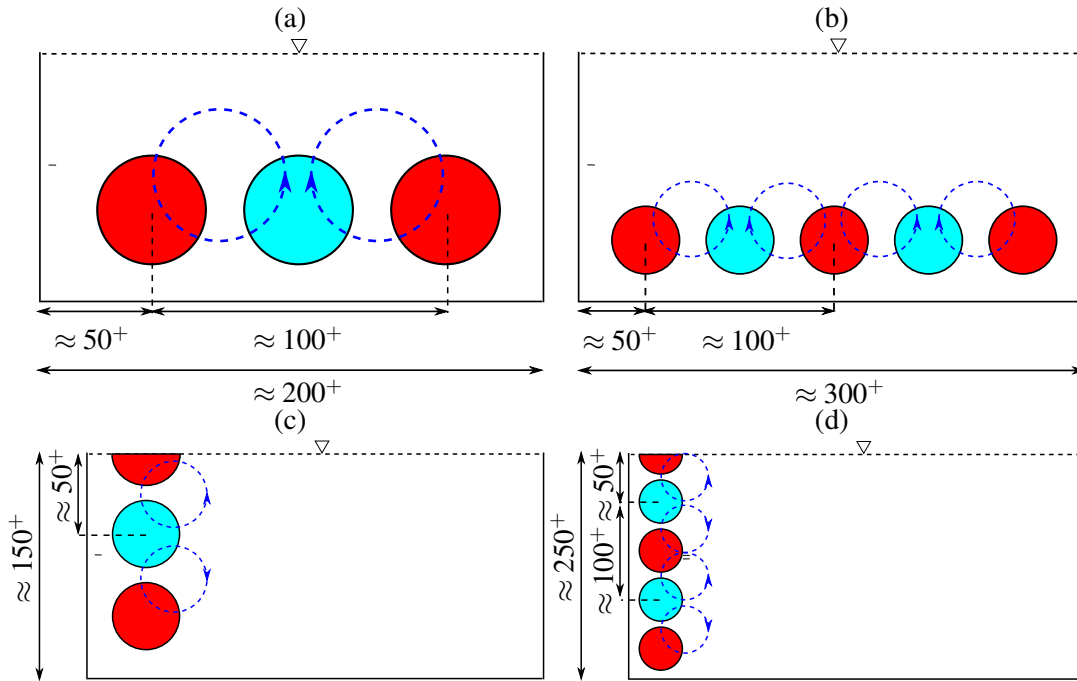 (a)
(b)
≈ 50⁺
≈ 100⁺
≈ 200⁺
≈ 50⁺
≈ 100⁺
≈ 300⁺
(c)
(d)
≈ 50⁺
≈ 150⁺
≈ 50⁺
≈ 100⁺
≈ 250⁺